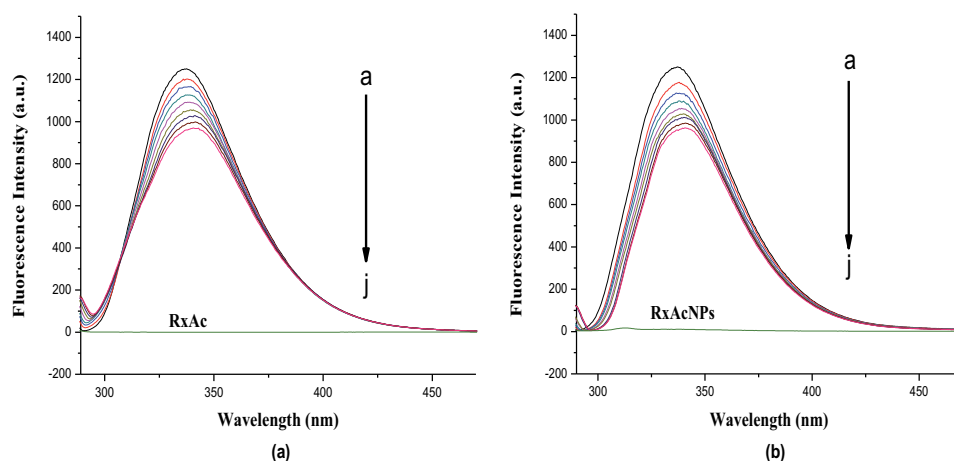 1400
1200
1000
800
600
400
200
0
-200
Fluorescence Intensity (a.u.)
a
j
RxAc
300
350
400
450
Wavelength (nm)
(a)
1400
1200
1000
800
600
400
200
0
-200
Fluorescence Intensity (a.u.)
a
j
RxAcNPs
300
350
400
450
Wavelength (nm)
(b)